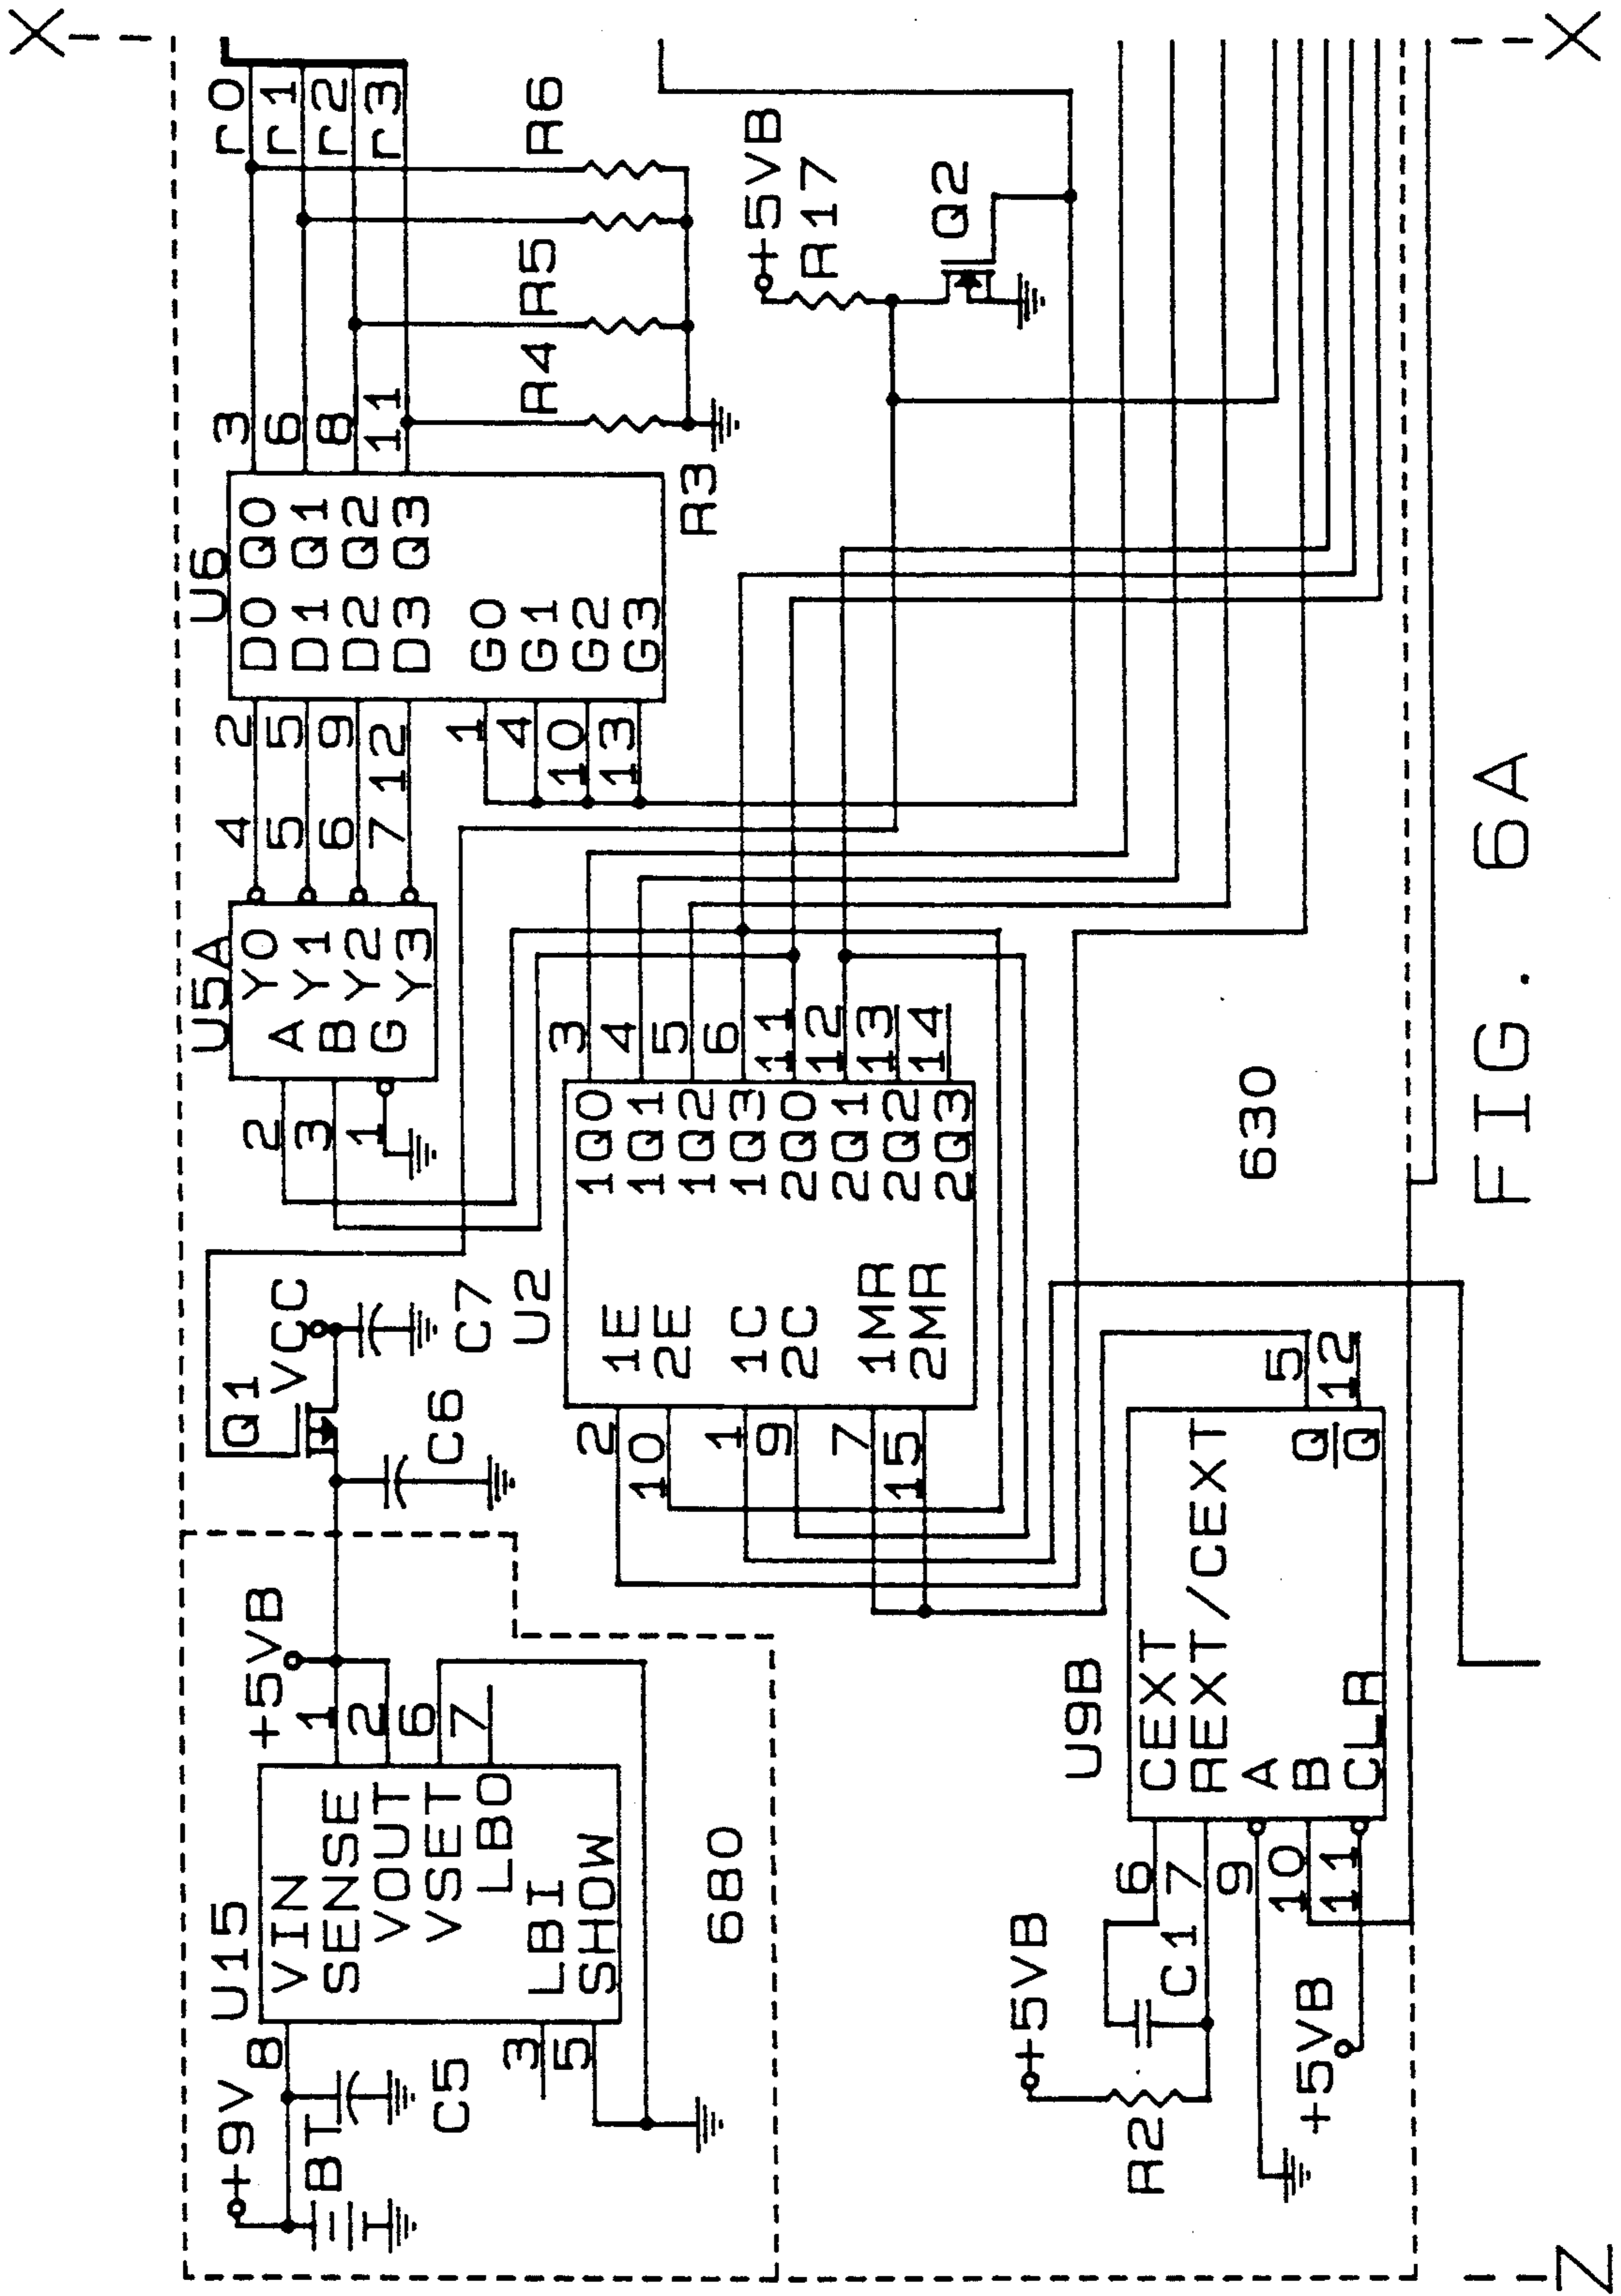 X
X
r0
r1
r2
r3
R6
R5
R4
R3
3
6
8
11
U6
D0 Q0
D1 Q1
D2 Q2
D3 Q3
G0
G1
G2
G3
2
5
9
12
1
4
10
13
4
5
6
7
U5A
Y0
A Y1
B Y2
G Y3
2
3
1
+5VB
R17
Q2
Q1
VCC
C7
C6
U2
1Q0
1E 1Q1
2E 1Q2
1Q3
1C 2Q0
2C 2Q1
1MR 2Q2
2MR 2Q3
3
4
5
6
11
12
13
14
2
10
1
9
7
15
630
+5VB
1
2
6
7
U15
VIN
SENSE
VOUT
VSET
LBO
LBI
SHOW
680
+9V
8
BT
C5
3
5
U9B
CEXT
REXT/CEXT
A
B Q
CLR Q
5
12
6
7
9
10
11
+5VB
C1
R2
+5VB
Z
FIG. 6A